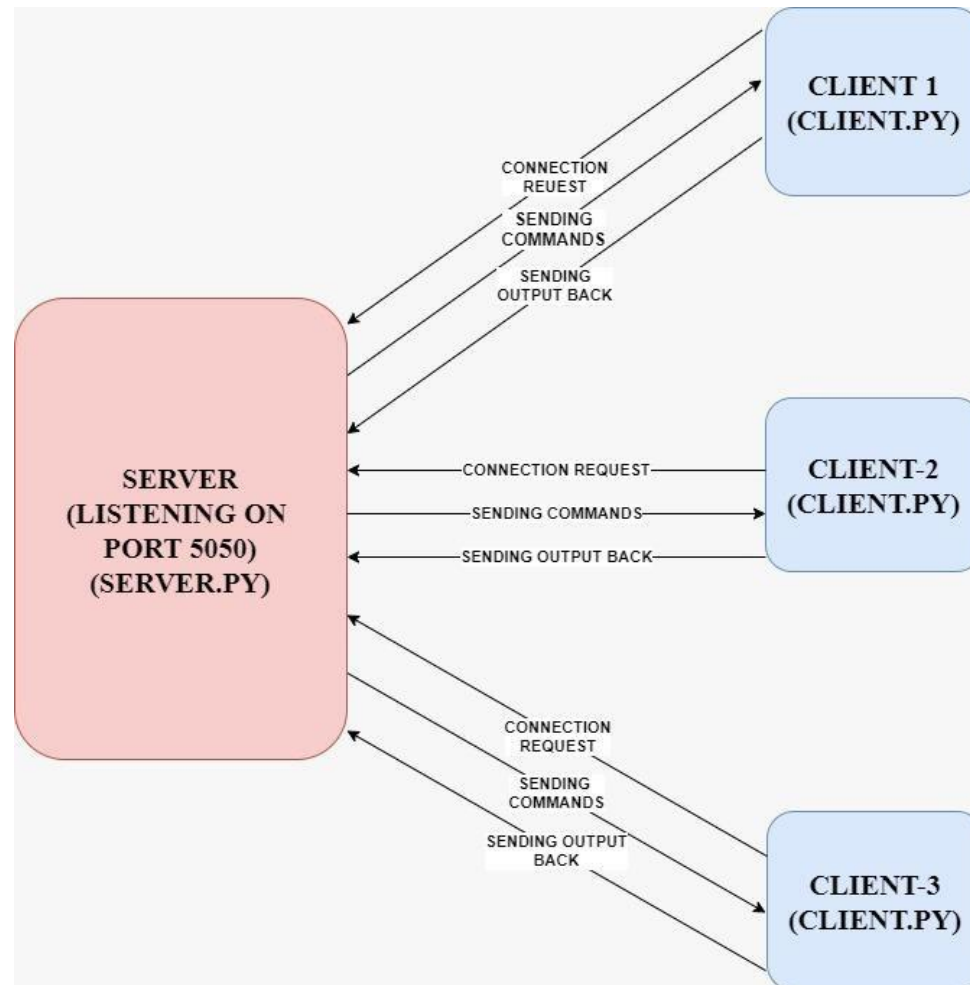 CLIENT 1
(CLIENT.PY)
CONNECTION
REUEST
SENDING
COMMANDS
SENDING
OUTPUT BACK
SERVER
(LISTENING ON
PORT 5050)
(SERVER.PY)
CONNECTION REQUEST
SENDING COMMANDS
SENDING OUTPUT BACK
CLIENT-2
(CLIENT.PY)
CONNECTION
REQUEST
SENDING
COMMANDS
SENDING OUTPUT
BACK
CLIENT-3
(CLIENT.PY)